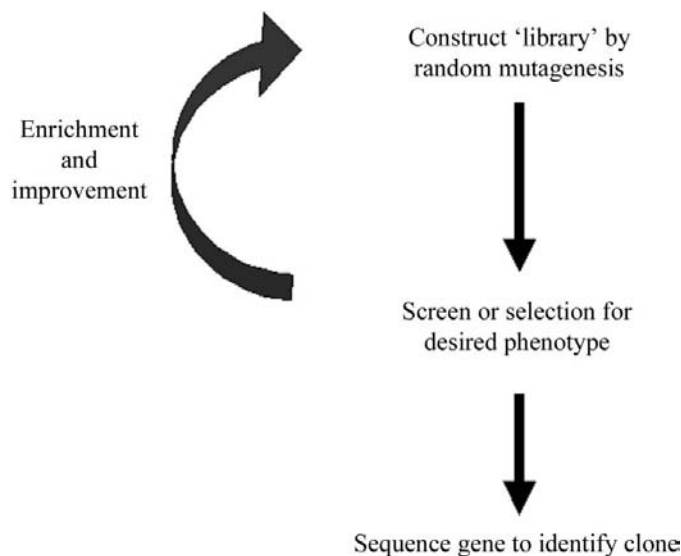 Construct ‘library’ by
random mutagenesis
Enrichment
and
improvement
Screen or selection for
desired phenotype
Sequence gene to identify clone